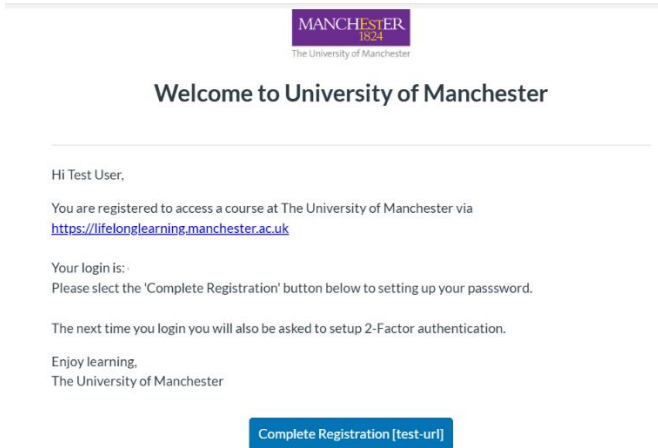 MANCHESTER
1824
The University of Manchester
Welcome to University of Manchester
Hi Test User,
You are registered to access a course at The University of Manchester via
https://lifelonglearning.manchester.ac.uk
Your login is:
Please slect the 'Complete Registration' button below to setting up your passsword.
The next time you login you will also be asked to setup 2-Factor authentication.
Enjoy learning,
The University of Manchester
Complete Registration [test-url]